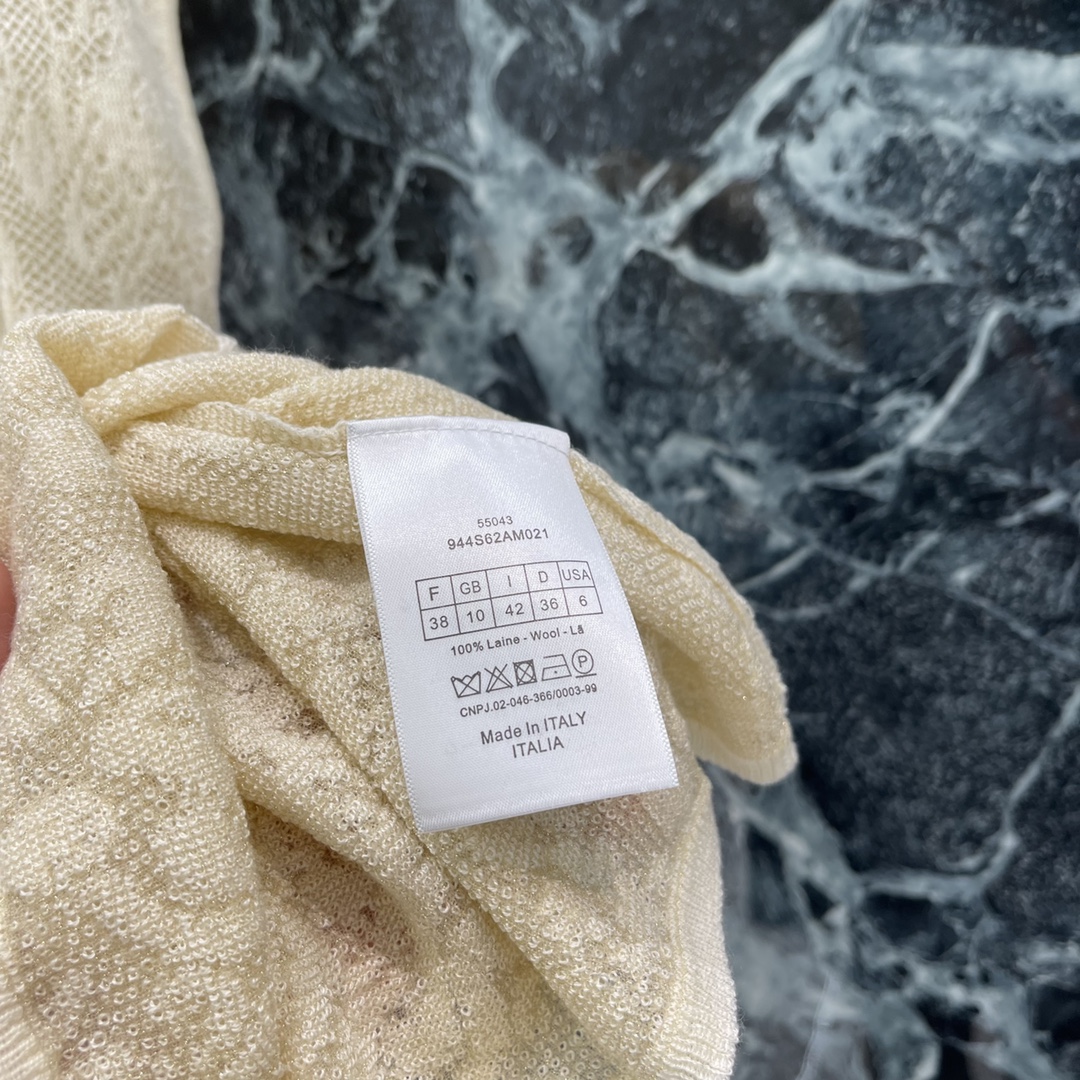 55043
944S62AM021
F GB I D USA
38 10 42 36 6
100% Laine - Wool - Lã
P
CNPJ.02-046-366/0003-99
Made In ITALY
ITALIA